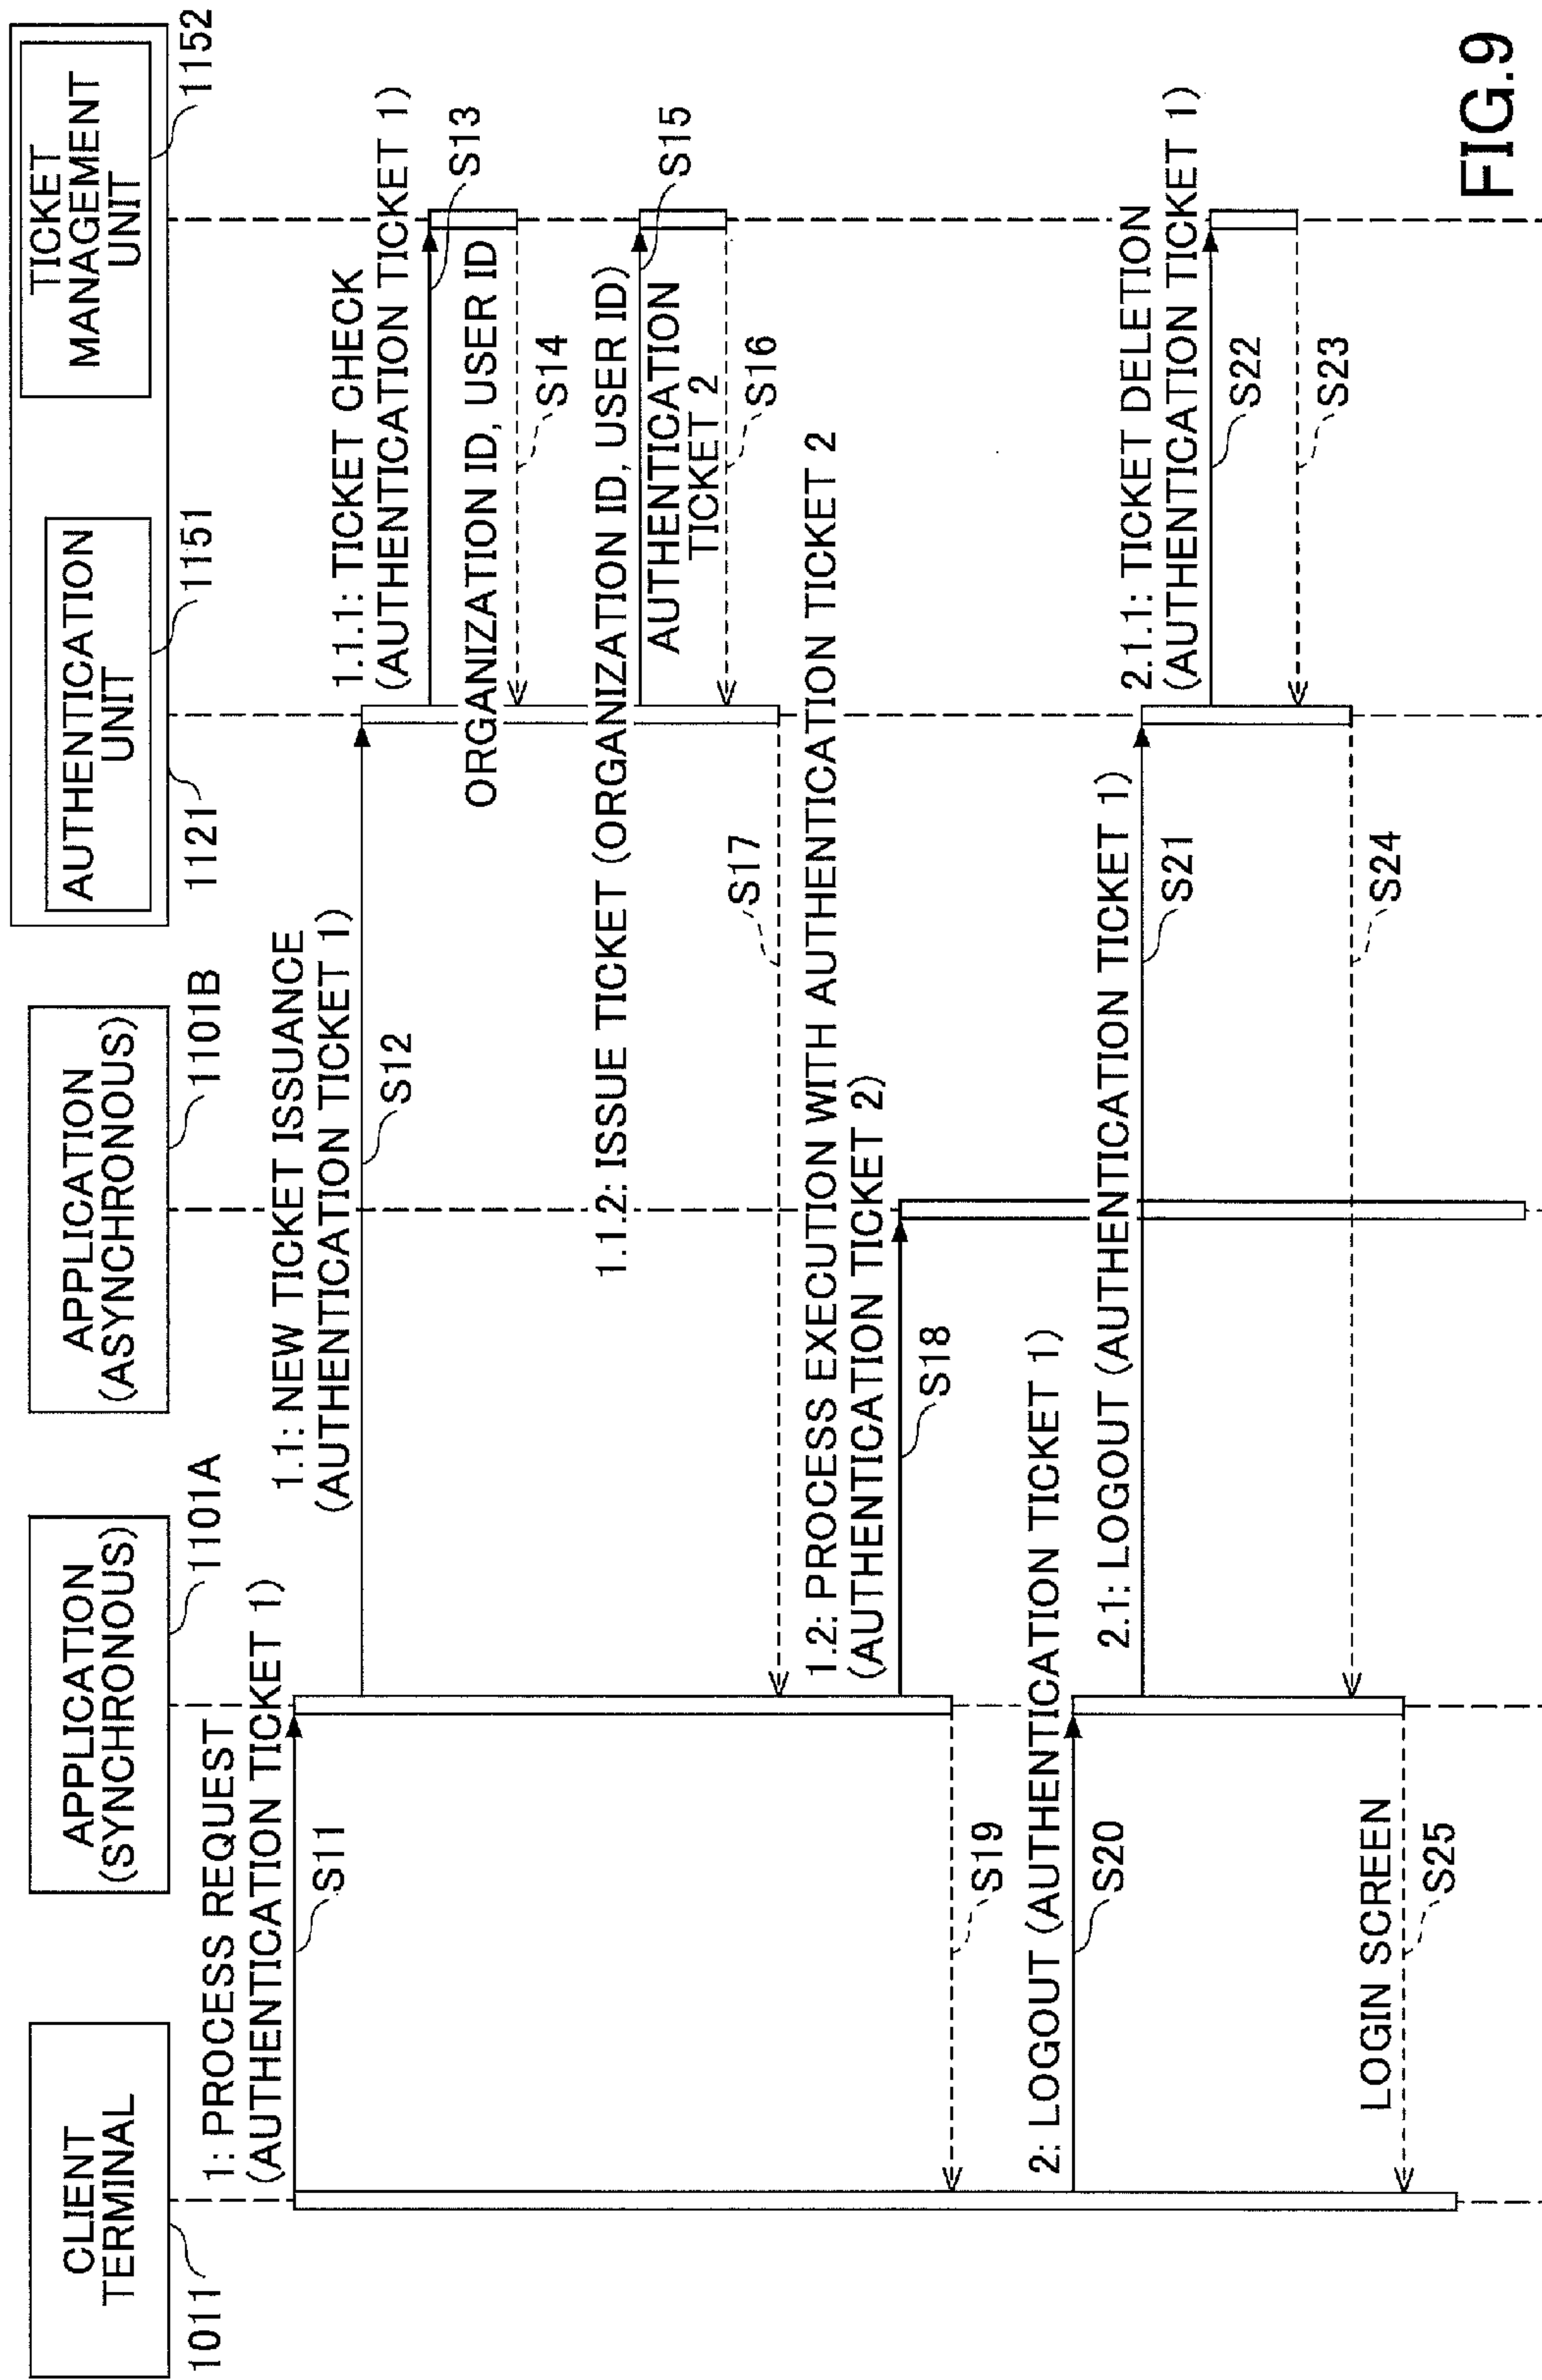 CLIENT
TERMINAL
1011
APPLICATION
(SYNCHRONOUS)
1101A
APPLICATION
(ASYNCHRONOUS)
1101B
AUTHENTICATION
UNIT
1151
1121
TICKET
MANAGEMENT
UNIT
1152
1: PROCESS REQUEST
(AUTHENTICATION TICKET 1)
S11
1.1: NEW TICKET ISSUANCE
(AUTHENTICATION TICKET 1)
S12
1.1.1: TICKET CHECK
(AUTHENTICATION TICKET 1)
S13
ORGANIZATION ID, USER ID
S14
1.1.2: ISSUE TICKET (ORGANIZATION ID, USER ID)
S15
AUTHENTICATION
TICKET 2
S16
S17
1.2: PROCESS EXECUTION WITH AUTHENTICATION TICKET 2
(AUTHENTICATION TICKET 2)
S18
S19
2: LOGOUT (AUTHENTICATION TICKET 1)
S20
2.1: LOGOUT (AUTHENTICATION TICKET 1)
S21
2.1.1: TICKET DELETION
(AUTHENTICATION TICKET 1)
S22
S23
S24
LOGIN SCREEN
S25
FIG.9